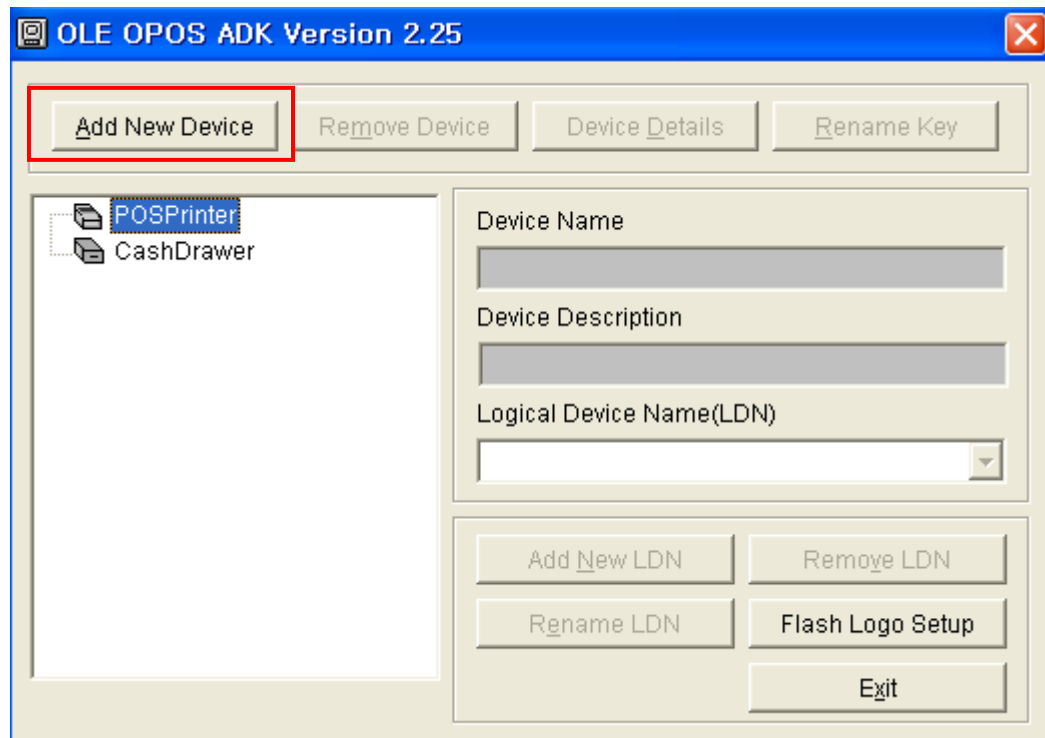 OLE OPOS ADK Version 2.25
Add New Device
Remove Device
Device Details
Rename Key
POSPrinter
CashDrawer
Device Name
Device Description
Logical Device Name(LDN)
Add New LDN
Remove LDN
Rename LDN
Flash Logo Setup
Exit